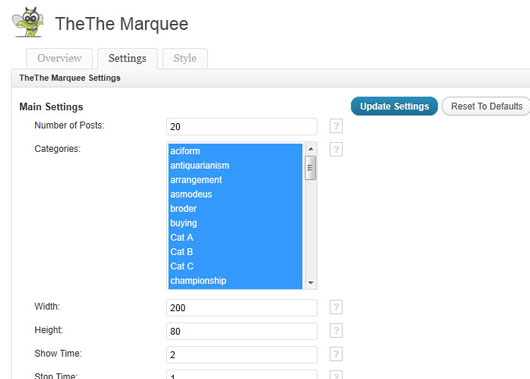 TheThe Marquee
Overview Settings Style
TheThe Marquee Settings
Main Settings Update Settings Reset To Defaults
Number of Posts: 20 ?
Categories: ?
aciform
antiquarianism
arrangement
asmodeus
broder
buying
Cat A
Cat B
Cat C
championship
Width: 200 ?
Height: 80 ?
Show Time: 2 ?
Stop Time: 1